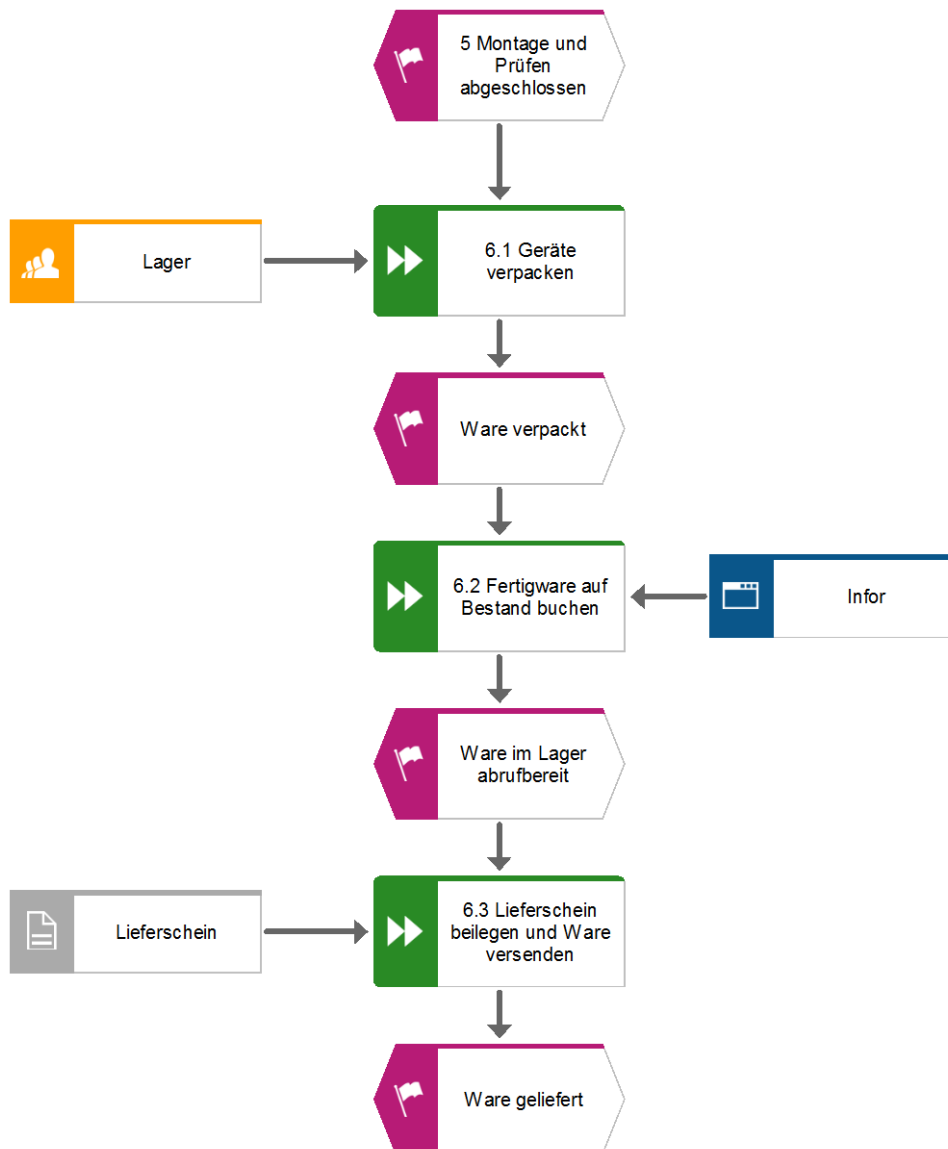 5 Montage und
Prüfen
abgeschlossen
Lager
6.1 Geräte
verpacken
Ware verpackt
6.2 Fertigware auf
Bestand buchen
Infor
Ware im Lager
abrufbereit
Lieferschein
6.3 Lieferschein
beilegen und Ware
versenden
Ware geliefert